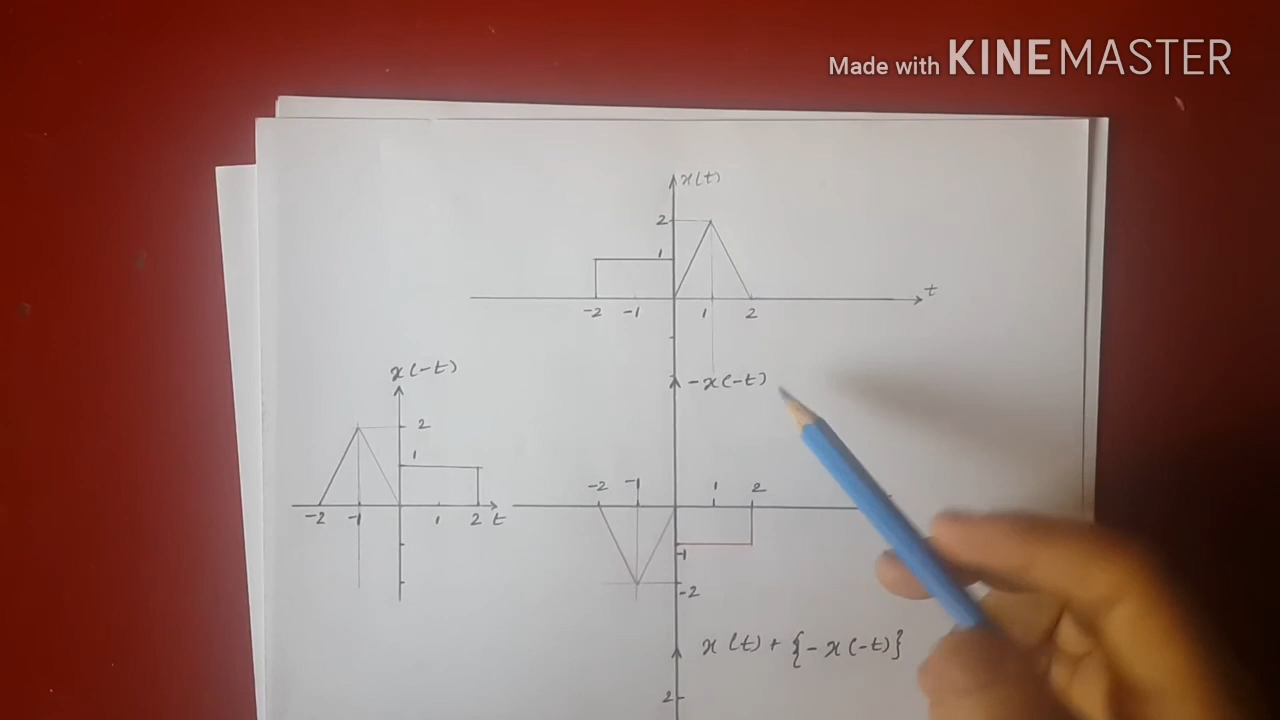 Made with KINEMASTER
x(t)
2
1
-2 -1 1 2 t
x(-t)
2
1
-2 -1 1 2 t
-x(-t)
-2 -1 1 2
-1
-2
x(t) + {-x(-t)}
2